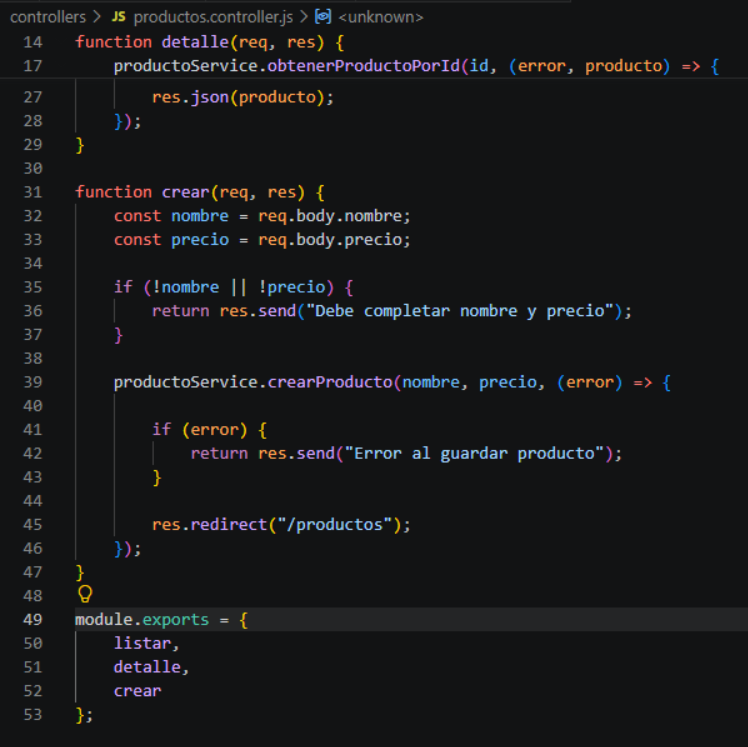 controllers > JS productos.controller.js > <unknown>
14 function detalle(req, res) {
17 productoService.obtenerProductoPorId(id, (error, producto) => {
27 res.json(producto);
28 });
29 }
30
31 function crear(req, res) {
32 const nombre = req.body.nombre;
33 const precio = req.body.precio;
34
35 if (!nombre || !precio) {
36 return res.send("Debe completar nombre y precio");
37 }
38
39 productoService.crearProducto(nombre, precio, (error) => {
40
41 if (error) {
42 return res.send("Error al guardar producto");
43 }
44
45 res.redirect("/productos");
46 });
47 }
48
49 module.exports = {
50 listar,
51 detalle,
52 crear
53 };